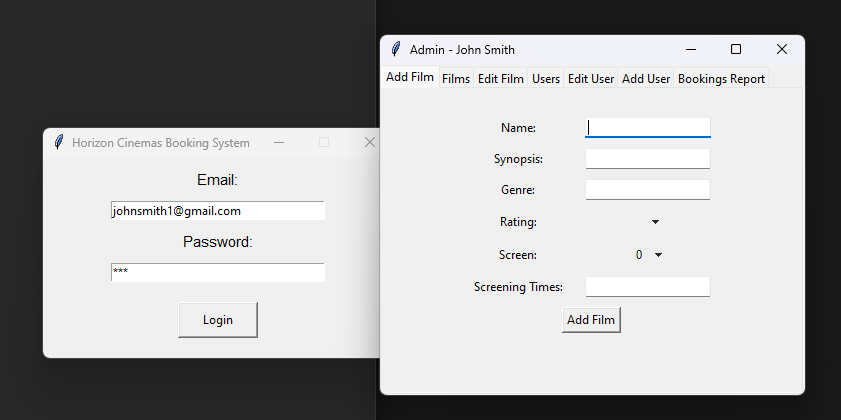 Horizon Cinemas Booking System
Email:
johnsmith1@gmail.com
Password:
***
Login
Admin - John Smith
Add Film Films Edit Film Users Edit User Add User Bookings Report
Name:
Synopsis:
Genre:
Rating:
Screen: 0
Screening Times:
Add Film